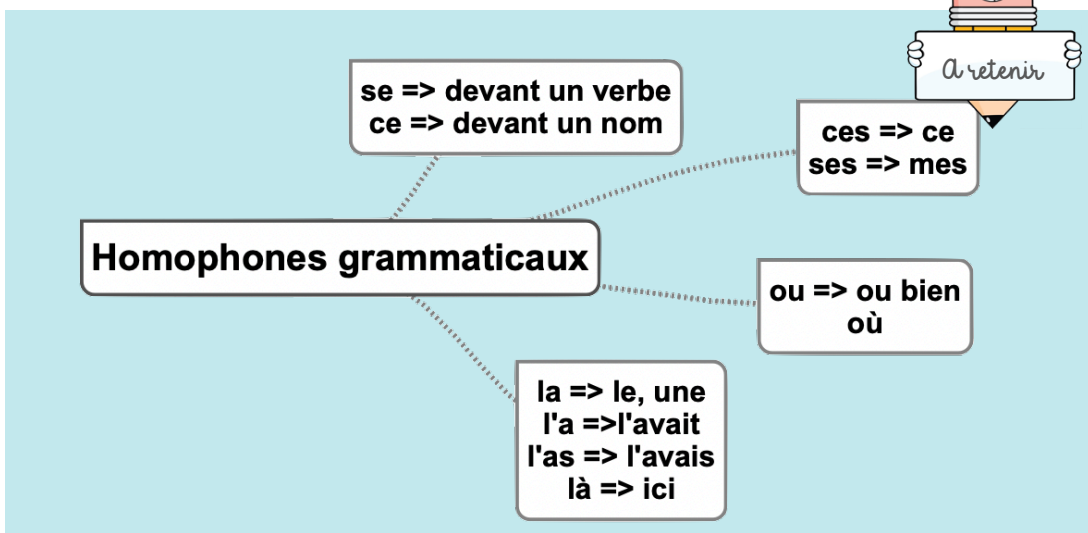 A retenir
se => devant un verbe
ce => devant un nom
ces => ce
ses => mes
Homophones grammaticaux
ou => ou bien
où
la => le, une
l'a =>l'avait
l'as => l'avais
là => ici